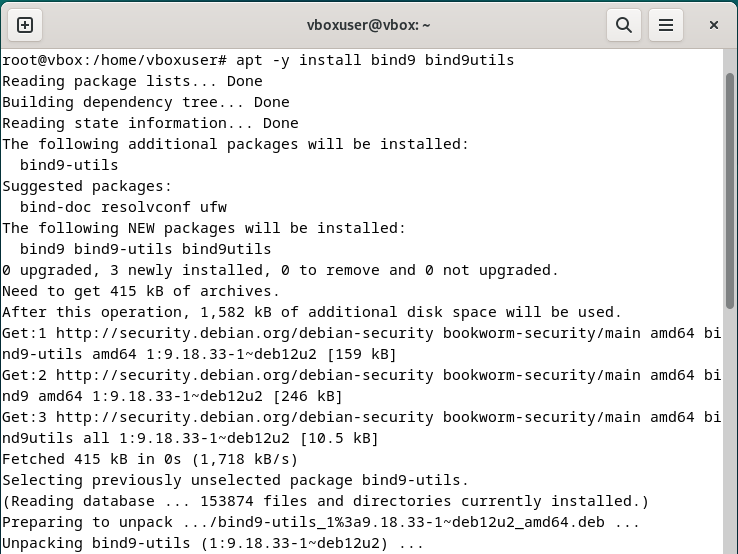 vboxuser@vbox: ~
root@vbox:/home/vboxuser# apt -y install bind9 bind9utils
Reading package lists... Done
Building dependency tree... Done
Reading state information... Done
The following additional packages will be installed:
  bind9-utils
Suggested packages:
  bind-doc resolvconf ufw
The following NEW packages will be installed:
  bind9 bind9-utils bind9utils
0 upgraded, 3 newly installed, 0 to remove and 0 not upgraded.
Need to get 415 kB of archives.
After this operation, 1,582 kB of additional disk space will be used.
Get:1 http://security.debian.org/debian-security bookworm-security/main amd64 bi
nd9-utils amd64 1:9.18.33-1~deb12u2 [159 kB]
Get:2 http://security.debian.org/debian-security bookworm-security/main amd64 bi
nd9 amd64 1:9.18.33-1~deb12u2 [246 kB]
Get:3 http://security.debian.org/debian-security bookworm-security/main amd64 bi
nd9utils all 1:9.18.33-1~deb12u2 [10.5 kB]
Fetched 415 kB in 0s (1,718 kB/s)
Selecting previously unselected package bind9-utils.
(Reading database ... 153874 files and directories currently installed.)
Preparing to unpack .../bind9-utils_1%3a9.18.33-1~deb12u2_amd64.deb ...
Unpacking bind9-utils (1:9.18.33-1~deb12u2) ...